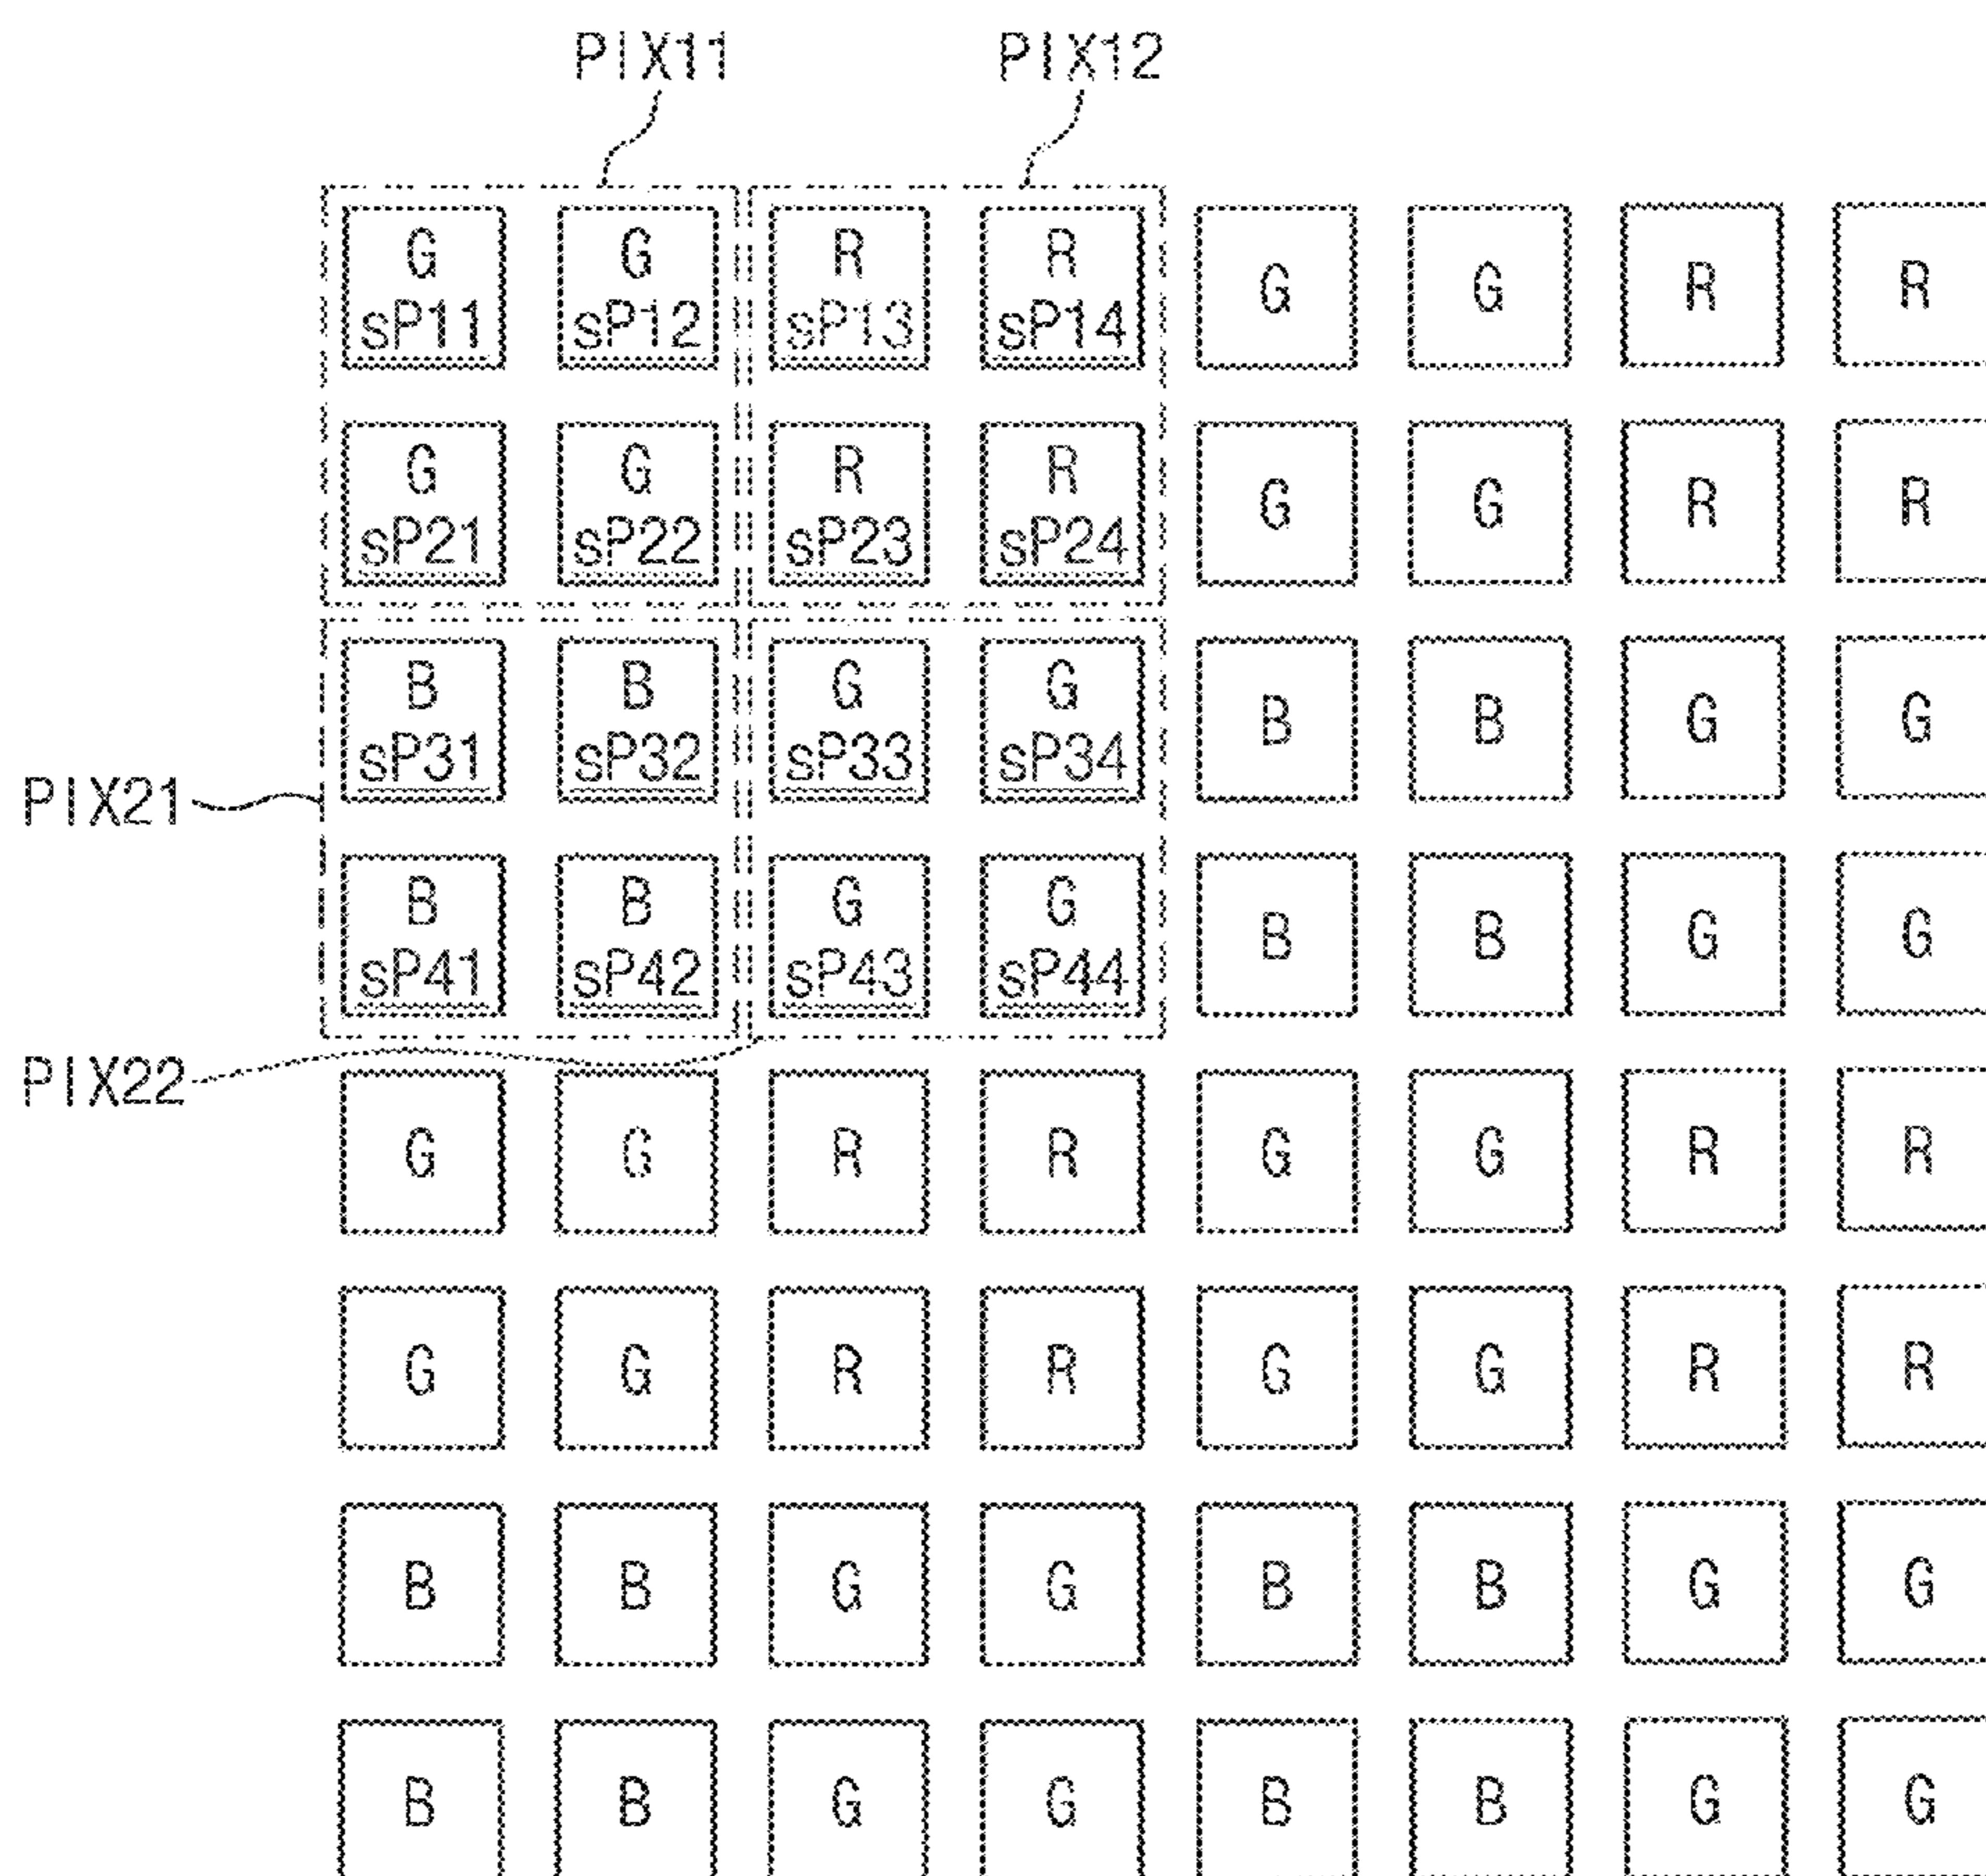 PIX11 PIX12
G G R R G G R R
sP11 sP12 sP13 sP14
G G R R G G R R
sP21 sP22 sP23 sP24
B B G G B B G G
sP31 sP32 sP33 sP34
PIX21
B B G G B B G G
sP41 sP42 sP43 sP44
PIX22
G G R R G G R R
G G R R G G R R
B B G G B B G G
B B G G B B G G